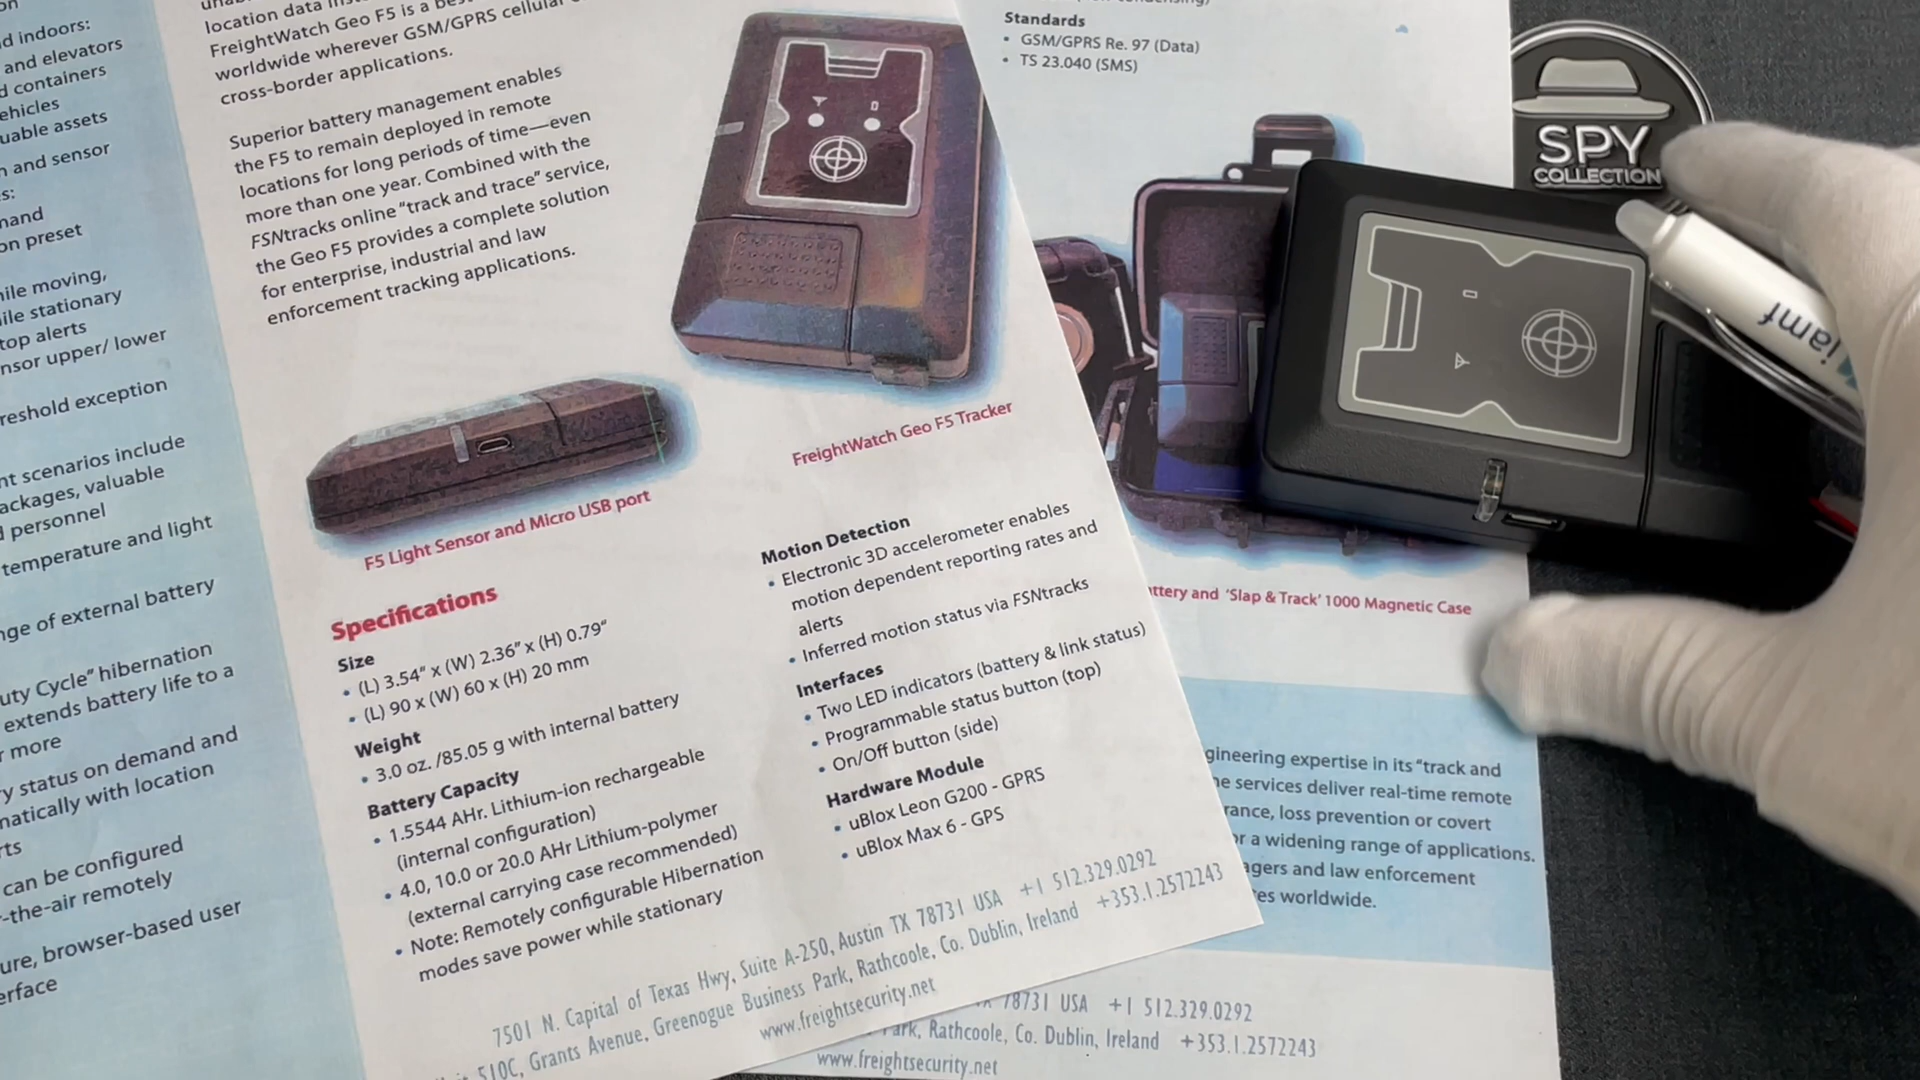 d indoors:
and elevators
d containers
ehicles
uable assets
n and sensor
s:
mand
on preset
ile moving,
ile stationary
top alerts
nsor upper/ lower
reshold exception
nt scenarios include
ackages, valuable
d personnel
temperature and light
nge of external battery
uty Cycle” hibernation
extends battery life to a
r more
y status on demand and
matically with location
rts
can be configured
-the-air remotely
ure, browser-based user
erface
location data
FreightWatch Geo F5 is a
worldwide wherever GSM/GPRS cellular
cross-border applications.
Superior battery management enables
the F5 to remain deployed in remote
locations for long periods of time—even
more than one year. Combined with the
FSNtracks online “track and trace” service,
the Geo F5 provides a complete solution
for enterprise, industrial and law
enforcement tracking applications.
FreightWatch Geo F5 Tracker
F5 Light Sensor and Micro USB port
Specifications
Size
• (L) 3.54” x (W) 2.36” x (H) 0.79”
• (L) 90 x (W) 60 x (H) 20 mm
Weight
• 3.0 oz. /85.05 g with internal battery
Battery Capacity
• 1.5544 AHr. Lithium-ion rechargeable
(internal configuration)
• 4.0, 10.0 or 20.0 AHr Lithium-polymer
(external carrying case recommended)
• Note: Remotely configurable Hibernation
modes save power while stationary
Motion Detection
• Electronic 3D accelerometer enables
motion dependent reporting rates and
alerts
• Inferred motion status via FSNtracks
Interfaces
• Two LED indicators (battery & link status)
• Programmable status button (top)
• On/Off button (side)
Hardware Module
• uBlox Leon G200 - GPRS
• uBlox Max 6 - GPS
7501 N. Capital of Texas Hwy, Suite A-250, Austin TX 78731 USA +1 512.329.0292
510C, Grants Avenue, Greenogue Business Park, Rathcoole, Co. Dublin, Ireland +353.1.2572243
www.freightsecurity.net
Standards
• GSM/GPRS Re. 97 (Data)
• TS 23.040 (SMS)
SPY
COLLECTION
iamf
ttery and ‘Slap & Track’ 1000 Magnetic Case
gineering expertise in its “track and
e services deliver real-time remote
rance, loss prevention or covert
or a widening range of applications.
agers and law enforcement
es worldwide.
78731 USA +1 512.329.0292
ark, Rathcoole, Co. Dublin, Ireland +353.1.2572243
www.freightsecurity.net